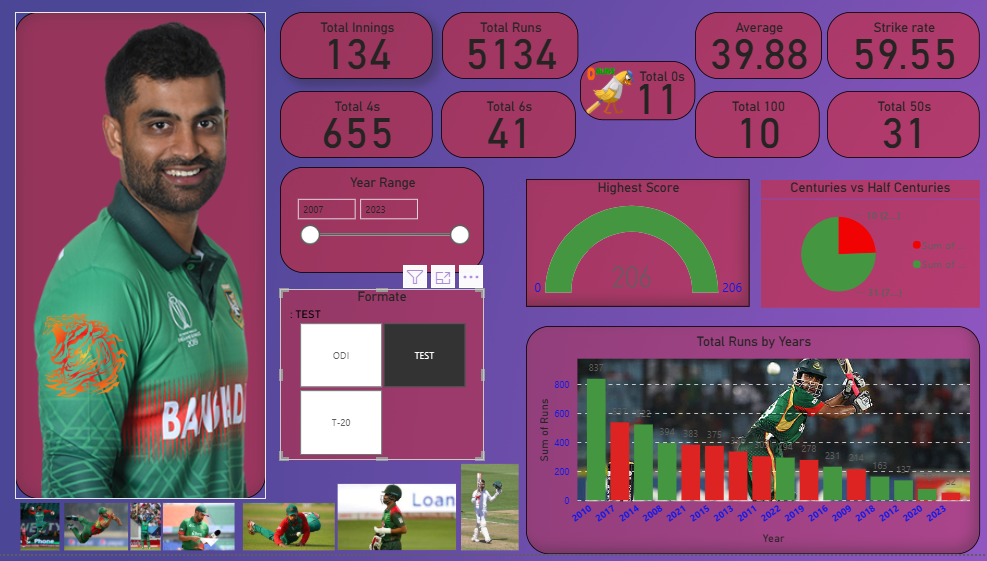 Total Innings
134
Total Runs
5134
Total 0s
11
Average
39.88
Strike rate
59.55
Total 4s
655
Total 6s
41
Total 100
10
Total 50s
31
Year Range
2007
2023
Formate
: TEST
ODI
TEST
T-20
Highest Score
206
0
206
Centuries vs Half Centuries
Total Runs by Years
Sum of Runs
800
600
400
200
0
837
394
383
375
278
231
214
163
132
2010
2017
2014
2008
2021
2015
2013
2011
2022
2019
2016
2009
2018
2012
2020
2023
Year
Loan